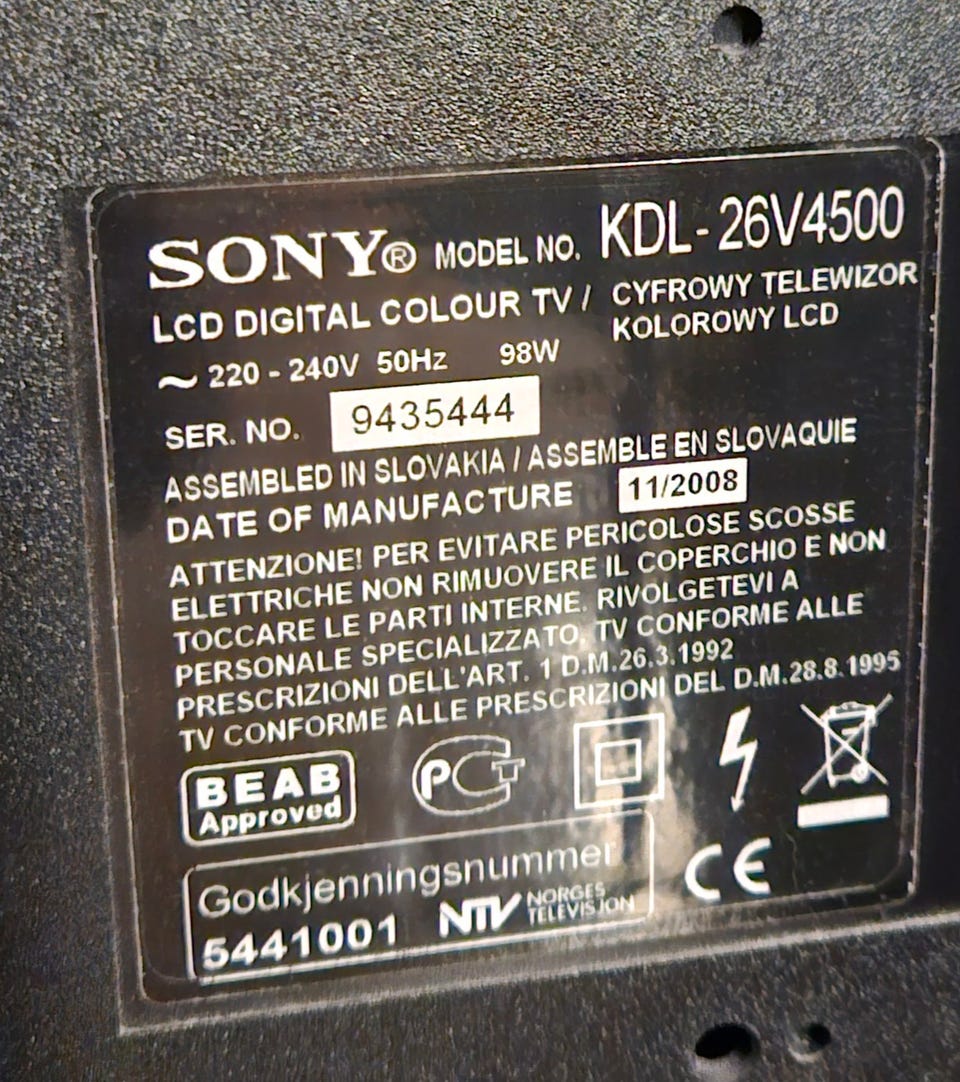 SONY® MODEL NO. KDL-26V4500
LCD DIGITAL COLOUR TV / CYFROWY TELEWIZOR
KOLOROWY LCD
~ 220 - 240V 50Hz 98W
SER. NO. 9435444
ASSEMBLED IN SLOVAKIA / ASSEMBLE EN SLOVAQUIE
DATE OF MANUFACTURE 11/2008
ATTENZIONE! PER EVITARE PERICOLOSE SCOSSE
ELETTRICHE NON RIMUOVERE IL COPERCHIO E NON
TOCCARE LE PARTI INTERNE. RIVOLGETEVI A
PERSONALE SPECIALIZZATO, TV CONFORME ALLE
PRESCRIZIONI DELL'ART. 1 D.M.26.3.1992
TV CONFORME ALLE PRESCRIZIONI DEL D.M.28.8.1995
BEAB
Approved
PCT
CE
Godkjenningsnummer
5441001 NTV NORGES
TELEVISJON